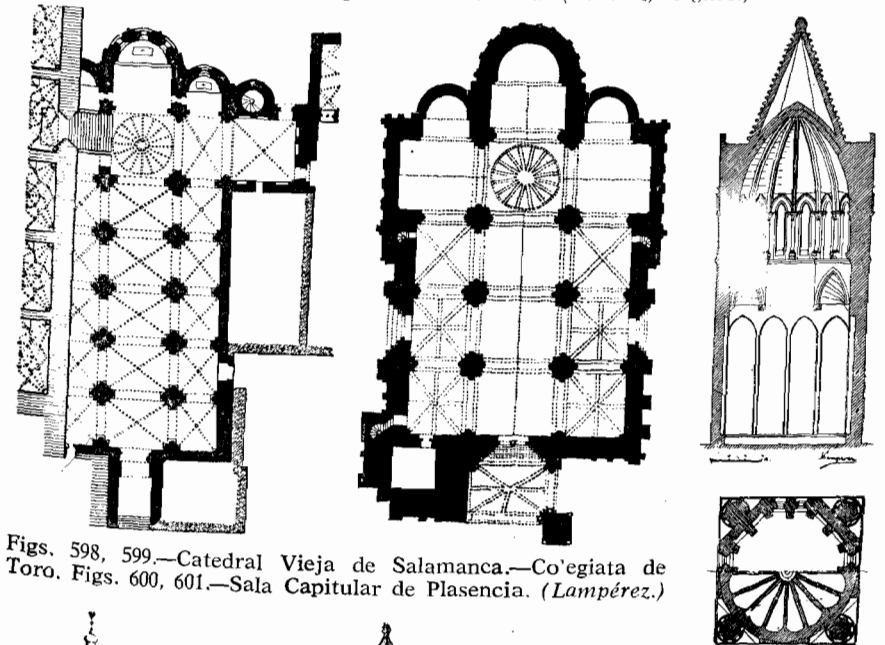 Figs. 598, 599.—Catedral Vieja de Salamanca.—Co'egiata de
Toro. Figs. 600, 601.—Sala Capitular de Plasencia. (Lampérez.)